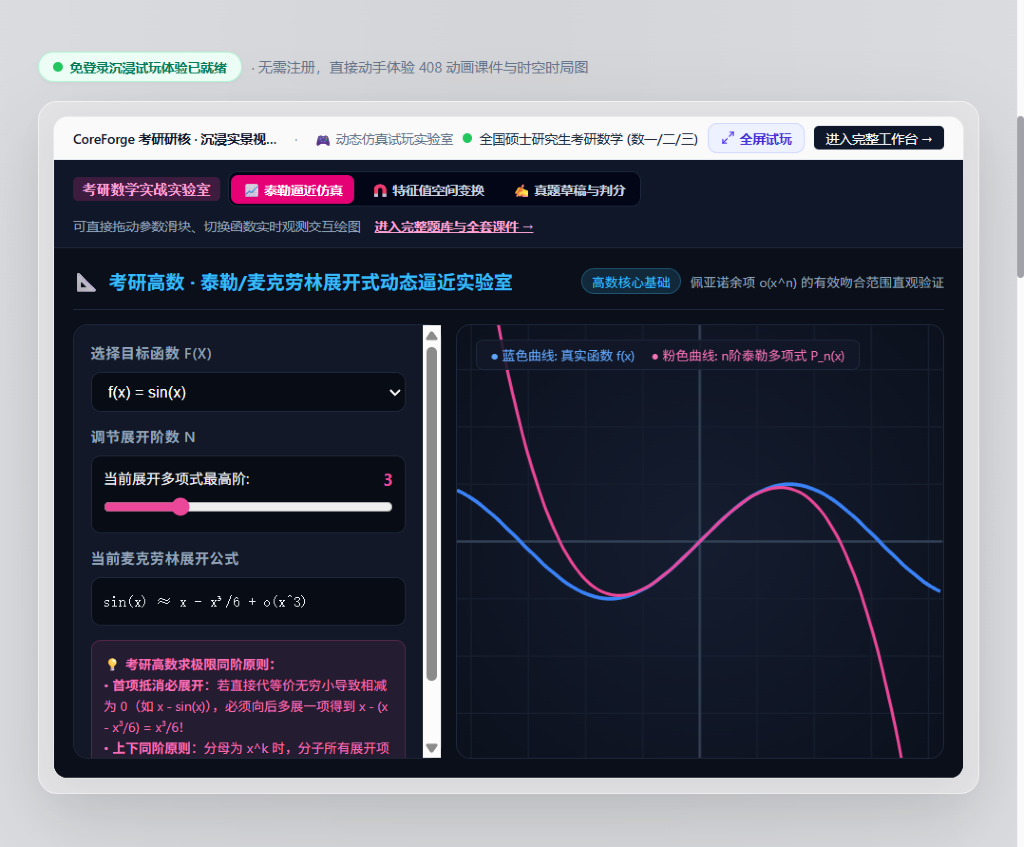 免登录沉浸试玩体验已就绪 · 无需注册，直接动手体验 408 动画课件与时空时局图
CoreForge 考研研核 · 沉浸实景视... · 🎮 动态仿真试玩实验室 全国硕士研究生考研数学 (数一/二/三) 全屏试玩 进入完整工作台 →
考研数学实战实验室 📈 泰勒逼近仿真 🧲 特征值空间变换 ✍️ 真题草稿与判分
可直接拖动参数滑块、切换函数实时观测交互绘图 进入完整题库与全套课件 →
📐 考研高数 · 泰勒/麦克劳林展开式动态逼近实验室 高数核心基础 佩亚诺余项 o(x^n) 的有效吻合范围直观验证
选择目标函数 F(X)
f(x) = sin(x)
调节展开阶数 N
当前展开多项式最高阶: 3
当前麦克劳林展开公式
sin(x) ≈ x - x³/6 + o(x^3)
💡 考研高数求极限同阶原则：
• 首项抵消必展开：若直接代等价无穷小导致相减
为 0（如 x - sin(x)），必须向后多展一项得到 x - (x
- x³/6) = x³/6!
• 上下同阶原则：分母为 x^k 时，分子所有展开项
● 蓝色曲线: 真实函数 f(x) ● 粉色曲线: n阶泰勒多项式 P_n(x)